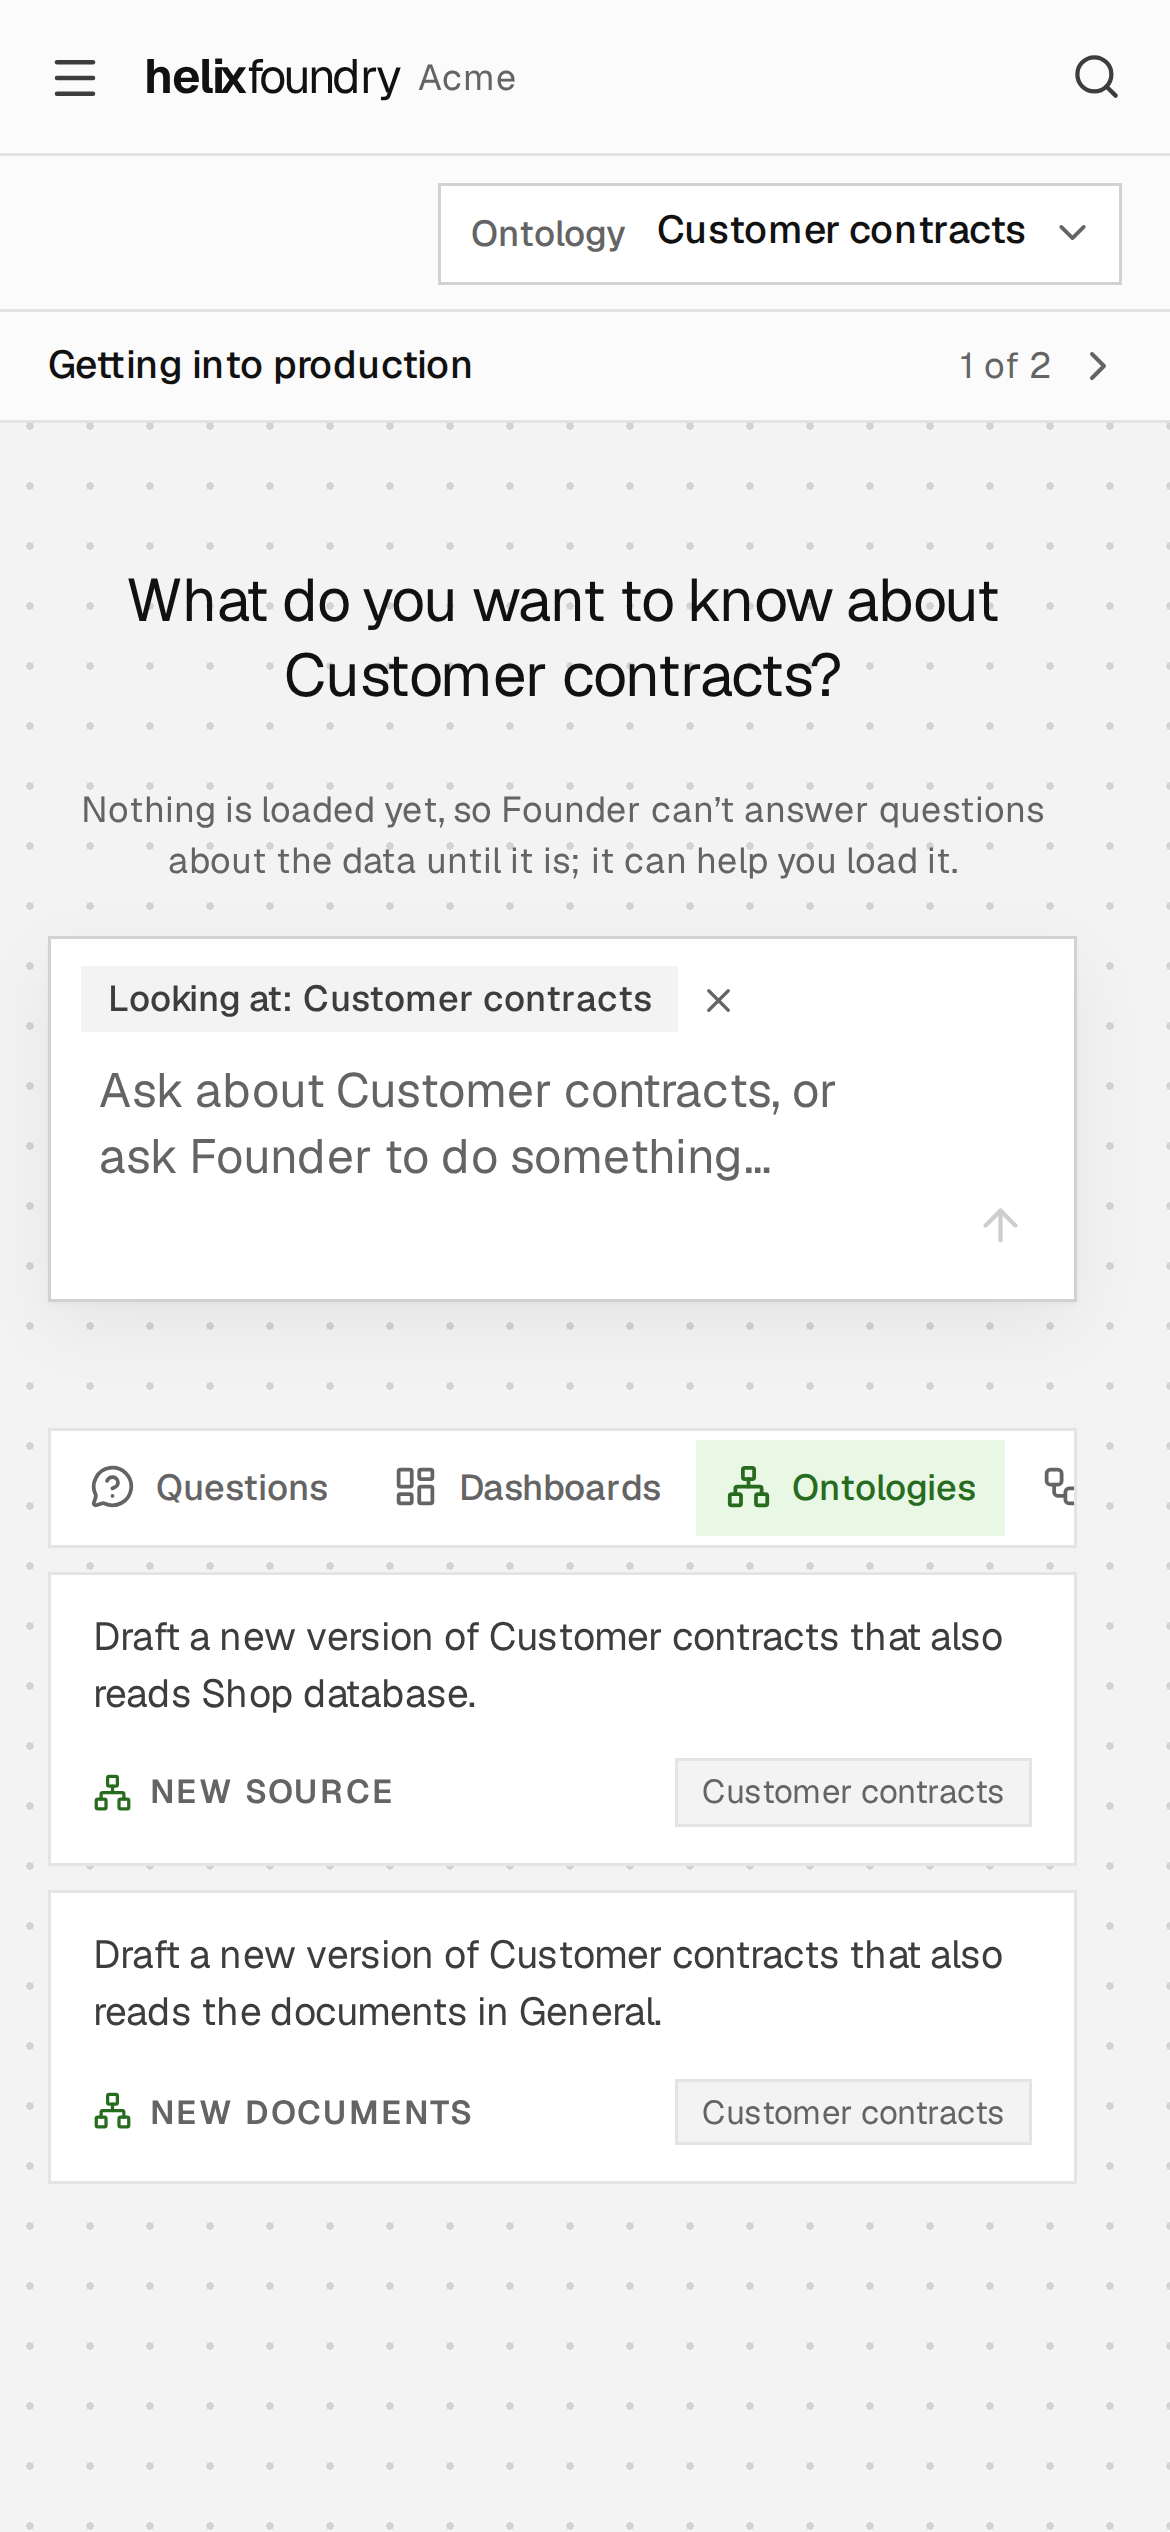 helixfoundry Acme
Ontology Customer contracts
Getting into production 1 of 2
What do you want to know about
Customer contracts?
Nothing is loaded yet, so Founder can’t answer questions
about the data until it is; it can help you load it.
Looking at: Customer contracts
Ask about Customer contracts, or
ask Founder to do something...
Questions Dashboards Ontologies
Draft a new version of Customer contracts that also
reads Shop database.
NEW SOURCE Customer contracts
Draft a new version of Customer contracts that also
reads the documents in General.
NEW DOCUMENTS Customer contracts